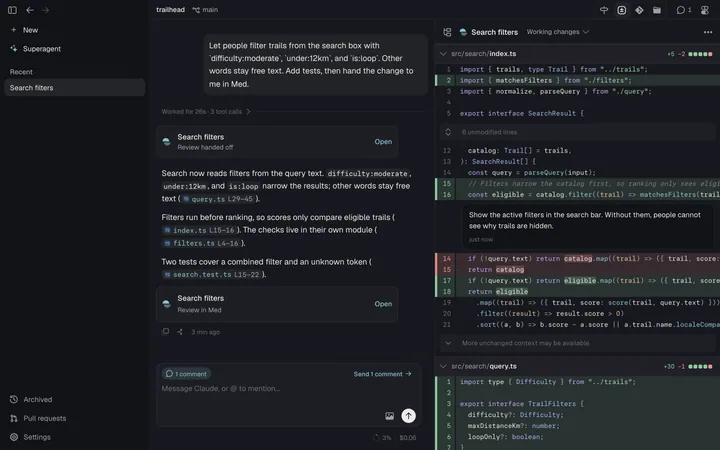 trailhead
main
New
Superagent
Recent
Search filters
Archived
Pull requests
Settings
Let people filter trails from the search box with
`difficulty:moderate`, `under:12km`, and `is:loop`. Other
words stay free text. Add tests, then hand the change to
me in Med.
Worked for 26s · 3 tool calls
Search filters
Review handed off
Open
Search now reads filters from the query text. difficulty:moderate,
under:12km, and is:loop narrow the results; other words stay free
text ( query.ts L29–45 ).
Filters run before ranking, so scores only compare eligible trails (
index.ts L15–16 ). The checks live in their own module (
filters.ts L4–16 ).
Two tests cover a combined filter and an unknown token (
search.test.ts L15–22 ).
Search filters
Review in Med
Open
3 min ago
1 comment
Send 1 comment
Message Claude, or @ to mention...
3%
$0.06
1
Search filters
Working changes
src/search/index.ts
+5 −2
1 import { trails, type Trail } from "../trails";
2 import { matchesFilters } from "./filters";
3 import { normalize, parseQuery } from "./query";
4
5 export interface SearchResult {
6 unmodified lines
12 catalog: Trail[] = trails,
13 ): SearchResult[] {
14 const query = parseQuery(input);
15 // Filters narrow the catalog first, so ranking only sees
16 const eligible = catalog.filter((trail) => matchesFilters(
Show the active filters in the search bar. Without them, people cannot
see why trails are hidden.
just now
14 if (!query.text) return catalog.map((trail) => ({ trail, score:
15 return catalog
17 if (!query.text) return eligible.map((trail) => ({ trail,
18 return eligible
19 .map((trail) => ({ trail, score: score(trail, query.text) }))
20 .filter((result) => result.score > 0)
21 .sort((a, b) => b.score - a.score || a.trail.name.
More unchanged context may be available
src/search/query.ts
+30 −1
1 import type { Difficulty } from "../trails";
2
3 export interface TrailFilters {
4 difficulty?: Difficulty;
5 maxDistanceKm?: number;
6 loopOnly?: boolean;
7 }